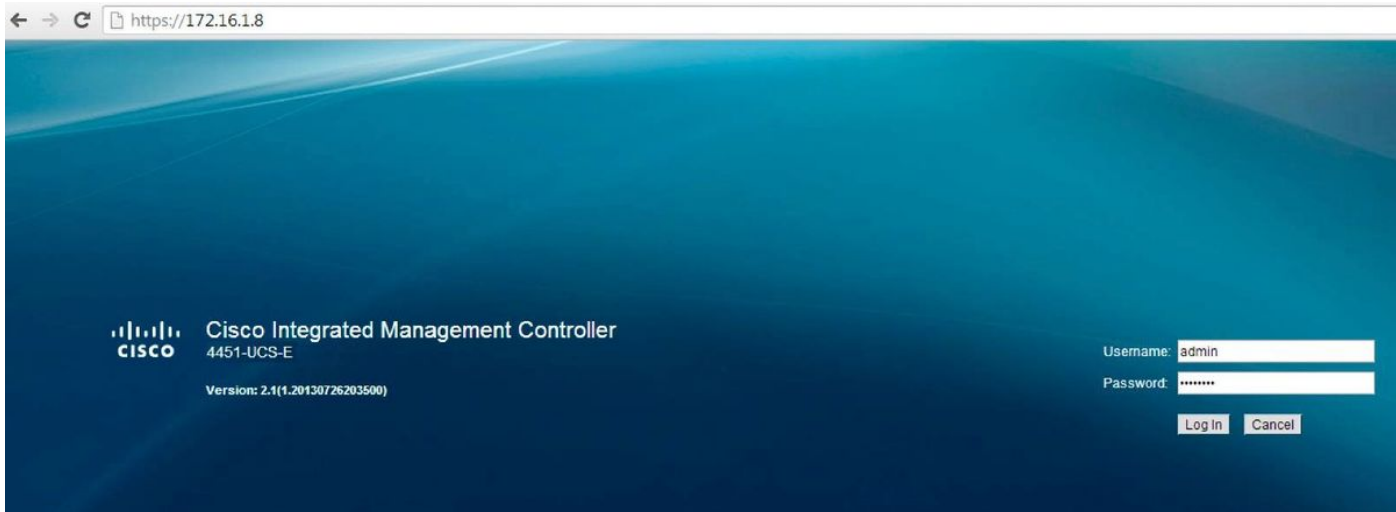 https://172.16.1.8
CISCO
Cisco Integrated Management Controller
4451-UCS-E
Version: 2.1(1.20130726203500)
Username: admin
Password: ••••••••
Log In Cancel